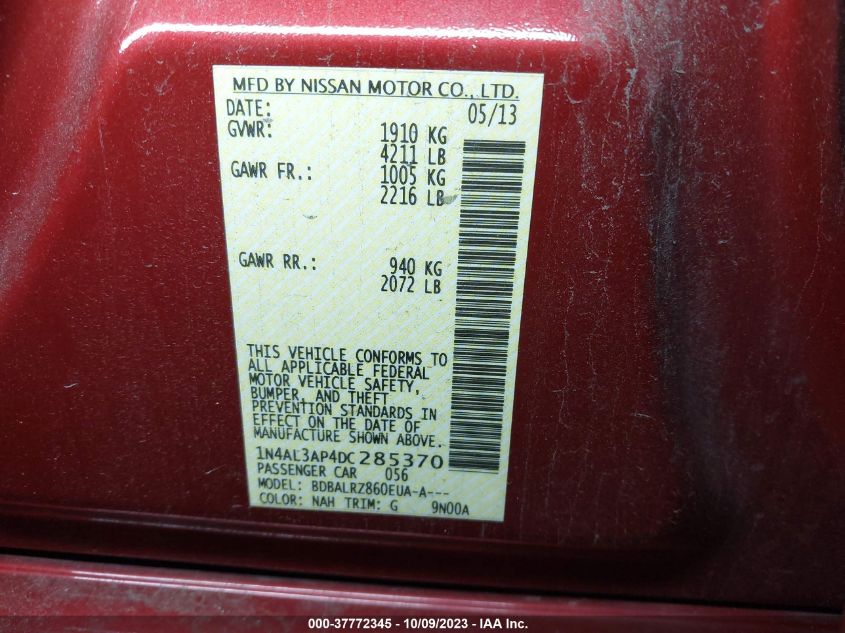 MFD BY NISSAN MOTOR CO., LTD.
DATE: 05/13
GVWR: 1910 KG
4211 LB
GAWR FR.: 1005 KG
2216 LB
GAWR RR.: 940 KG
2072 LB
THIS VEHICLE CONFORMS TO
ALL APPLICABLE FEDERAL
MOTOR VEHICLE SAFETY,
BUMPER, AND THEFT
PREVENTION STANDARDS IN
EFFECT ON THE DATE OF
MANUFACTURE SHOWN ABOVE.
1N4AL3AP4DC285370
PASSENGER CAR 056
MODEL: BDBALRZ860EUA-A---
COLOR: NAH TRIM: G 9N00A
000-37772345 - 10/09/2023 - IAA Inc.